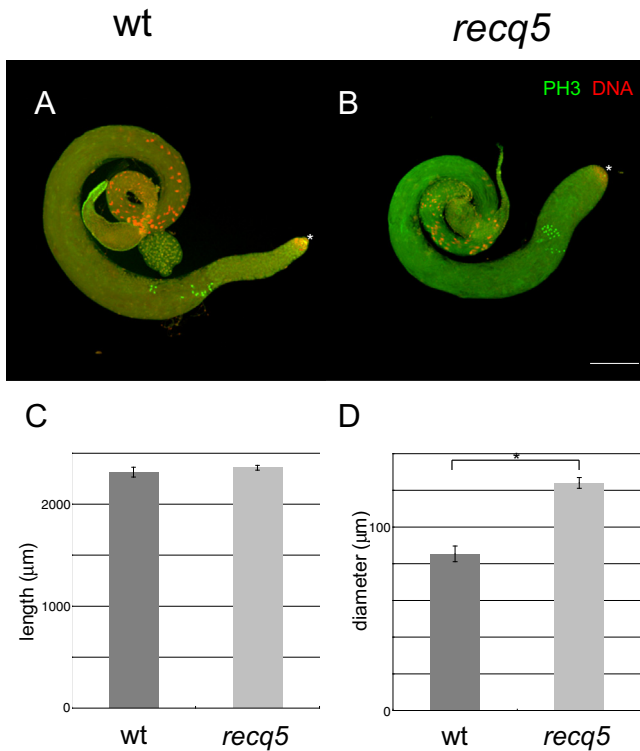 wt recq5
A B PH3 DNA
*
*
C D
length (µm)
2000
1000
0
wt recq5
diameter (µm)
*
100
0
wt recq5